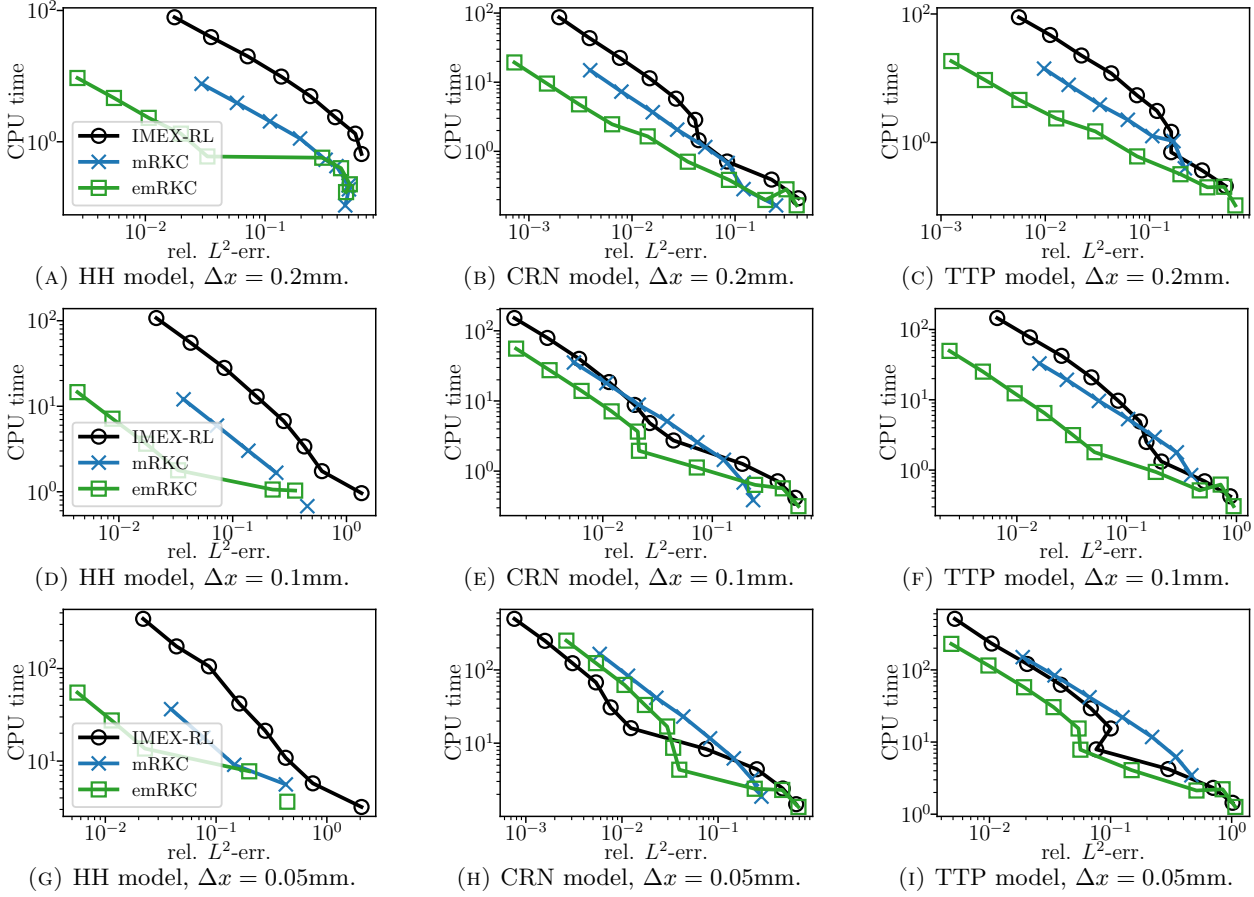 CPU time
10^2
10^0
10^{-2}
10^{-1}
rel. L^2-err.
IMEX-RL
mRKC
emRKC
(A) HH model, Δx = 0.2mm.
CPU time
10^2
10^1
10^0
10^{-3}
10^{-2}
10^{-1}
rel. L^2-err.
(B) CRN model, Δx = 0.2mm.
CPU time
10^2
10^0
10^{-3}
10^{-2}
10^{-1}
rel. L^2-err.
(C) TTP model, Δx = 0.2mm.
CPU time
10^2
10^1
10^0
10^{-2}
10^{-1}
10^0
rel. L^2-err.
IMEX-RL
mRKC
emRKC
(D) HH model, Δx = 0.1mm.
CPU time
10^2
10^1
10^0
10^{-2}
10^{-1}
rel. L^2-err.
(E) CRN model, Δx = 0.1mm.
CPU time
10^2
10^1
10^0
10^{-2}
10^{-1}
10^0
rel. L^2-err.
(F) TTP model, Δx = 0.1mm.
CPU time
10^2
10^1
10^{-2}
10^{-1}
10^0
rel. L^2-err.
IMEX-RL
mRKC
emRKC
(G) HH model, Δx = 0.05mm.
CPU time
10^2
10^1
10^{-3}
10^{-2}
10^{-1}
rel. L^2-err.
(H) CRN model, Δx = 0.05mm.
CPU time
10^2
10^1
10^0
10^{-2}
10^{-1}
10^0
rel. L^2-err.
(I) TTP model, Δx = 0.05mm.